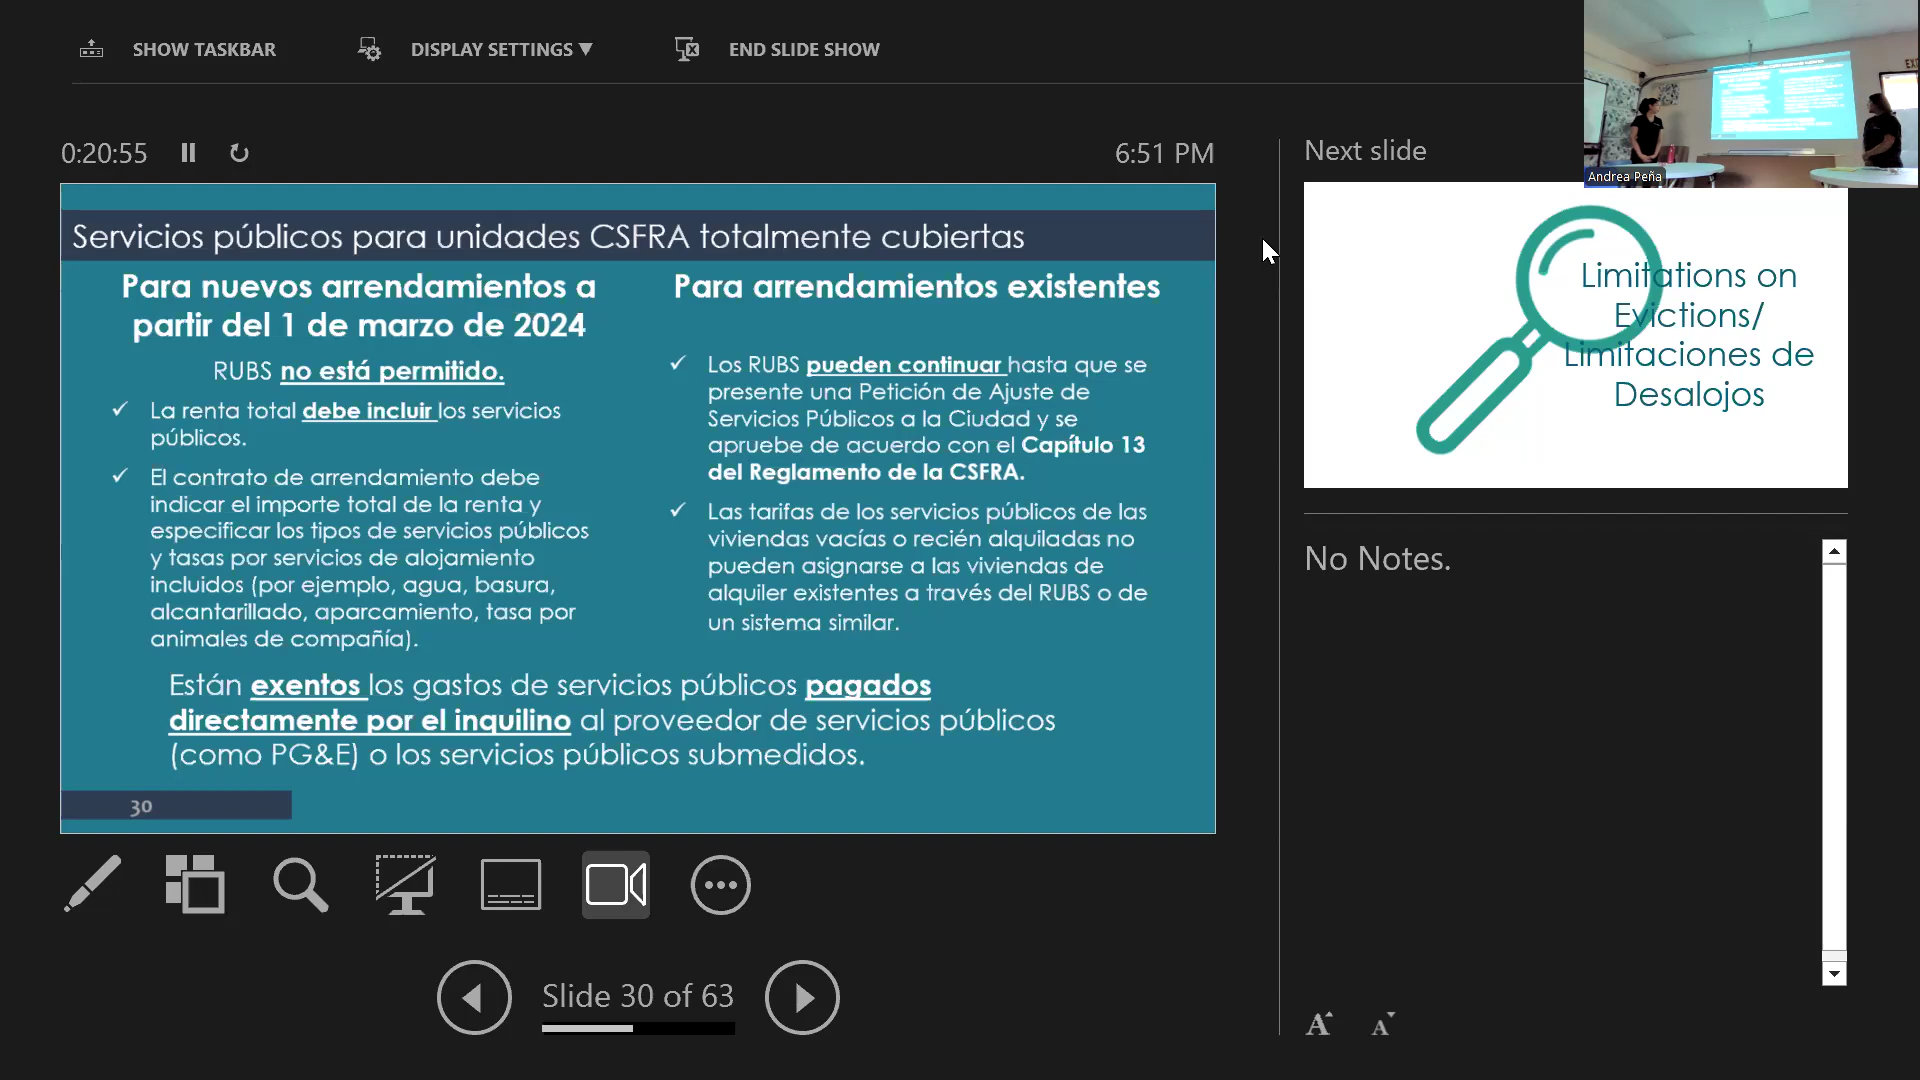 SHOW TASKBAR
DISPLAY SETTINGS ▼
END SLIDE SHOW
0:20:55
6:51 PM
Servicios públicos para unidades CSFRA totalmente cubiertas
Para nuevos arrendamientos a
partir del 1 de marzo de 2024
RUBS no está permitido.
✓ La renta total debe incluir los servicios
públicos.
✓ El contrato de arrendamiento debe
indicar el importe total de la renta y
especificar los tipos de servicios públicos
y tasas por servicios de alojamiento
incluidos (por ejemplo, agua, basura,
alcantarillado, aparcamiento, tasa por
animales de compañía).
Para arrendamientos existentes
✓ Los RUBS pueden continuar hasta que se
presente una Petición de Ajuste de
Servicios Públicos a la Ciudad y se
apruebe de acuerdo con el Capítulo 13
del Reglamento de la CSFRA.
✓ Las tarifas de los servicios públicos de las
viviendas vacías o recién alquiladas no
pueden asignarse a las viviendas de
alquiler existentes a través del RUBS o de
un sistema similar.
Están exentos los gastos de servicios públicos pagados
directamente por el inquilino al proveedor de servicios públicos
(como PG&E) o los servicios públicos submedidos.
30
Slide 30 of 63
Andrea Peña
Next slide
Limitations on
Evictions/
Limitaciones de
Desalojos
No Notes.
A A